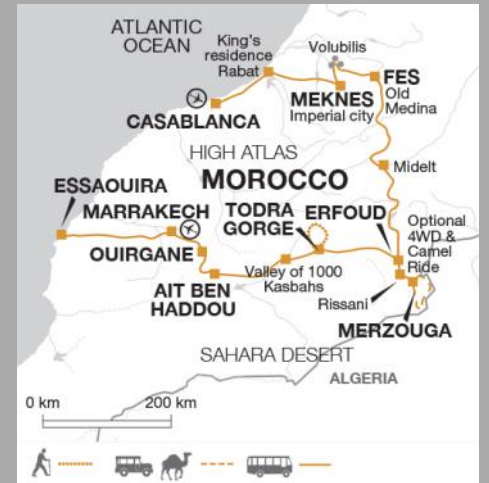 ATLANTIC
OCEAN
King's
residence
Rabat
Volubilis
FES
Old
Medina
MEKNES
Imperial city
CASABLANCA
HIGH ATLAS
Midelt
MOROCCO
ESSAOUIRA
MARRAKECH
TODRA
GORGE
ERFOUD
Optional
4WD &
Camel
Ride
OUIRGANE
Valley of 1000
Kasbahs
AIT BEN
HADDOU
Rissani
MERZOUGA
SAHARA DESERT
ALGERIA
0 km
200 km